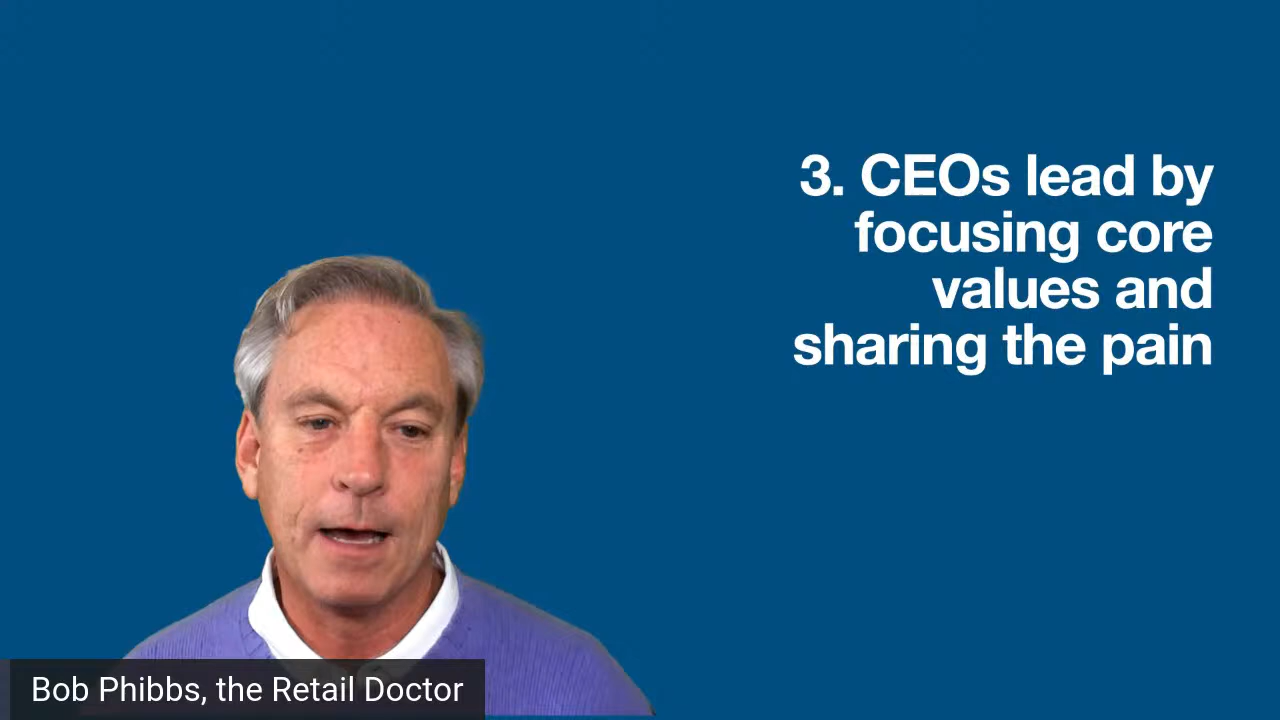 3. CEOs lead by
focusing core
values and
sharing the pain
Bob Phibbs, the Retail Doctor